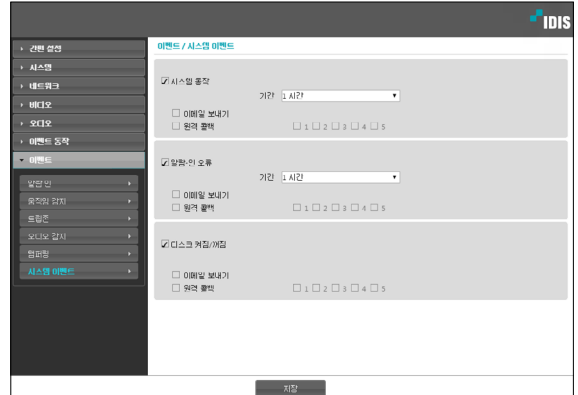 IDIS
간편 설정
시스템
네트워크
비디오
오디오
이벤트 동작
이벤트
알람-인
움직임 감지
트립존
오디오 감지
탬퍼링
시스템 이벤트
이벤트 / 시스템 이벤트
시스템 동작
기간 1 시간
이메일 보내기
원격 콜백 1 2 3 4 5
알람-인 오류
기간 1 시간
이메일 보내기
원격 콜백 1 2 3 4 5
디스크 켜짐/꺼짐
이메일 보내기
원격 콜백 1 2 3 4 5
저장